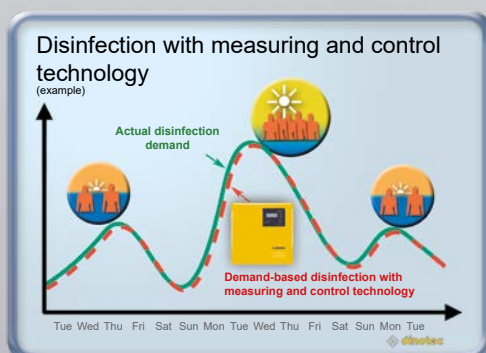 Disinfection with measuring and control
technology
(example)
Actual disinfection
demand
Demand-based disinfection with
measuring and control technology
Tue Wed Thu Fri Sat Sun Mon Tue Wed Thu Fri Sat Sun Mon Tue
dinotec